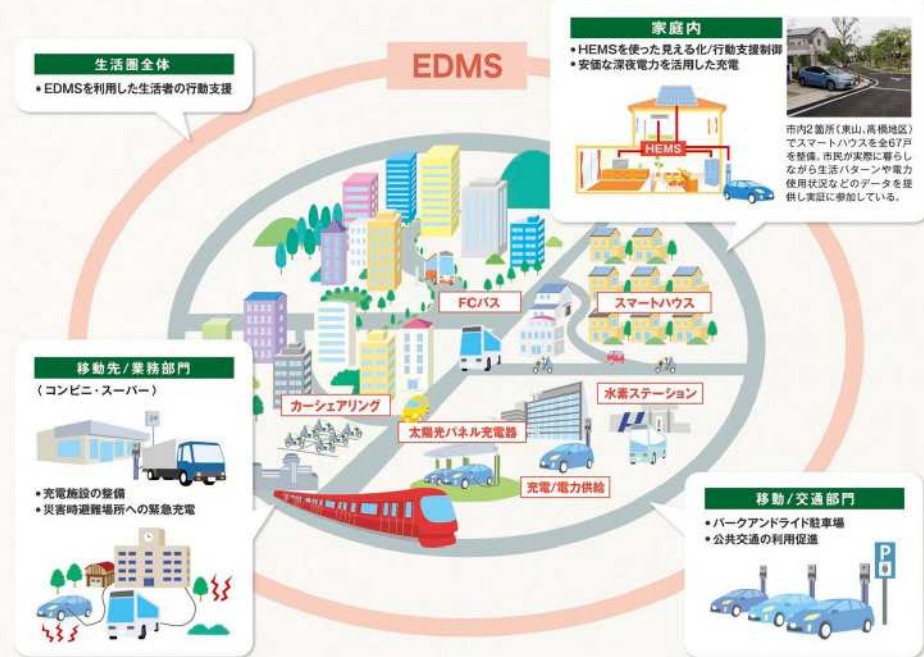 生活圏全体
• EDMSを利用した生活者の行動支援
EDMS
家庭内
• HEMSを使った見える化/行動支援制御
• 安価な深夜電力を活用した充電
HEMS
市内2箇所(東山、高橋地区)
でスマートハウスを全67戸
を整備。市民が実際に暮らし
ながら生活パターンや電力
使用状況などのデータを提
供し実証に参加している。
FCバス
スマートハウス
移動先/業務部門
(コンビニ・スーパー)
• 充電施設の整備
• 災害時避難場所への緊急充電
カーシェアリング
水素ステーション
太陽光パネル充電器
充電/電力供給
移動/交通部門
• パークアンドライド駐車場
• 公共交通の利用促進
P